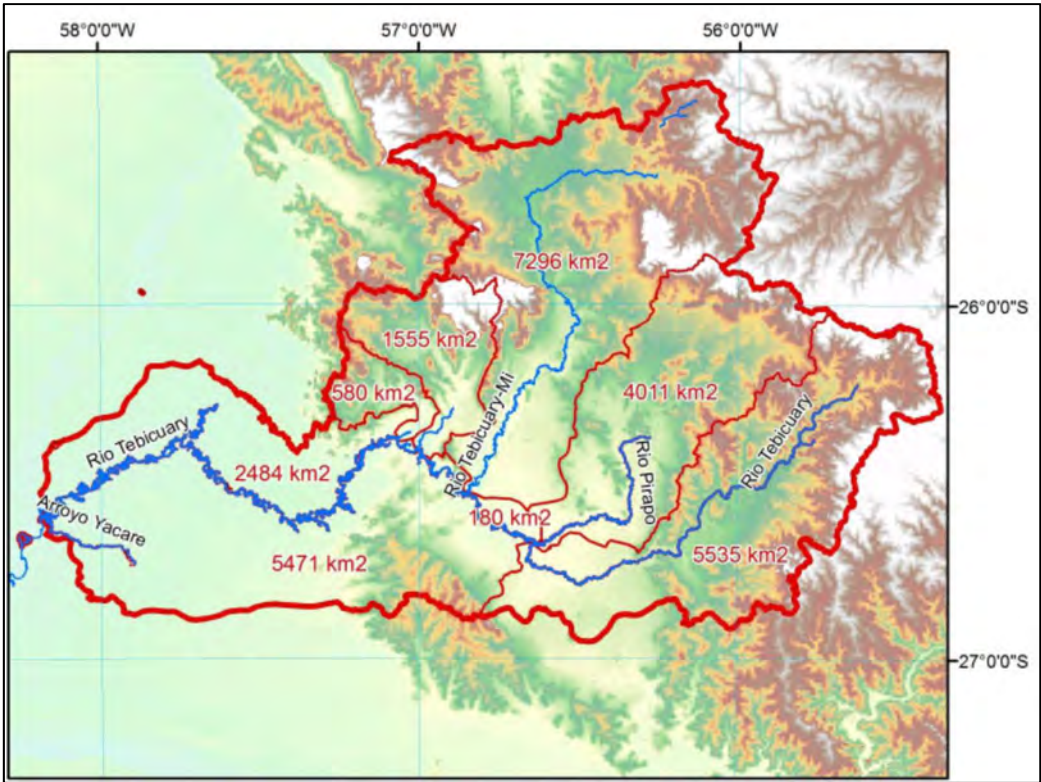 58°0'0"W
57°0'0"W
56°0'0"W
7296 km2
26°0'0"S
1555 km2
580 km2
4011 km2
Rio Tebicuary-Mi
Rio Tebicuary
Rio Tebicuary
2484 km2
Rio Pirapo
180 km2
Arroyo Yacare
5471 km2
5535 km2
27°0'0"S